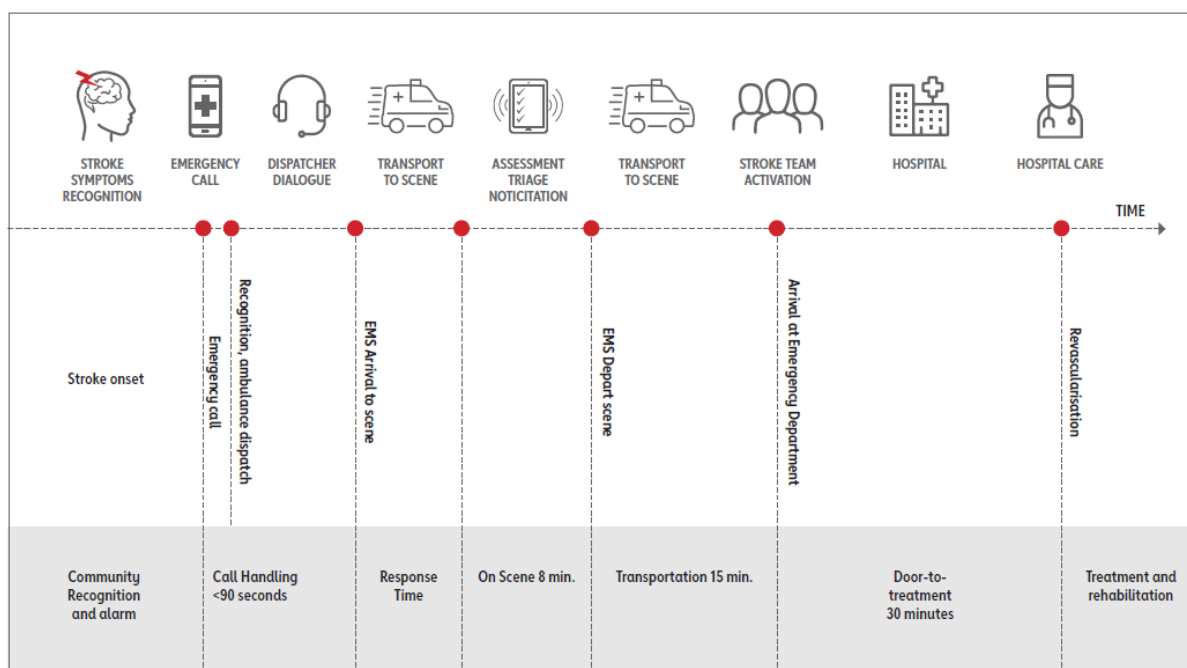 STROKE
SYMPTOMS
RECOGNITION
EMERGENCY
CALL
DISPATCHER
DIALOGUE
TRANSPORT
TO SCENE
ASSESSMENT
TRIAGE
NOTICITATION
TRANSPORT
TO SCENE
STROKE TEAM
ACTIVATION
HOSPITAL
HOSPITAL CARE
TIME
Stroke onset
Emergency call
Recognition, ambulance dispatch
EMS Arrival to scene
EMS Depart scene
Arrival at Emergency Department
Revascularisation
Community
Recognition
and alarm
Call Handling
<90 seconds
Response
Time
On Scene 8 min.
Transportation 15 min.
Door-to-
treatment
30 minutes
Treatment and
rehabilitation